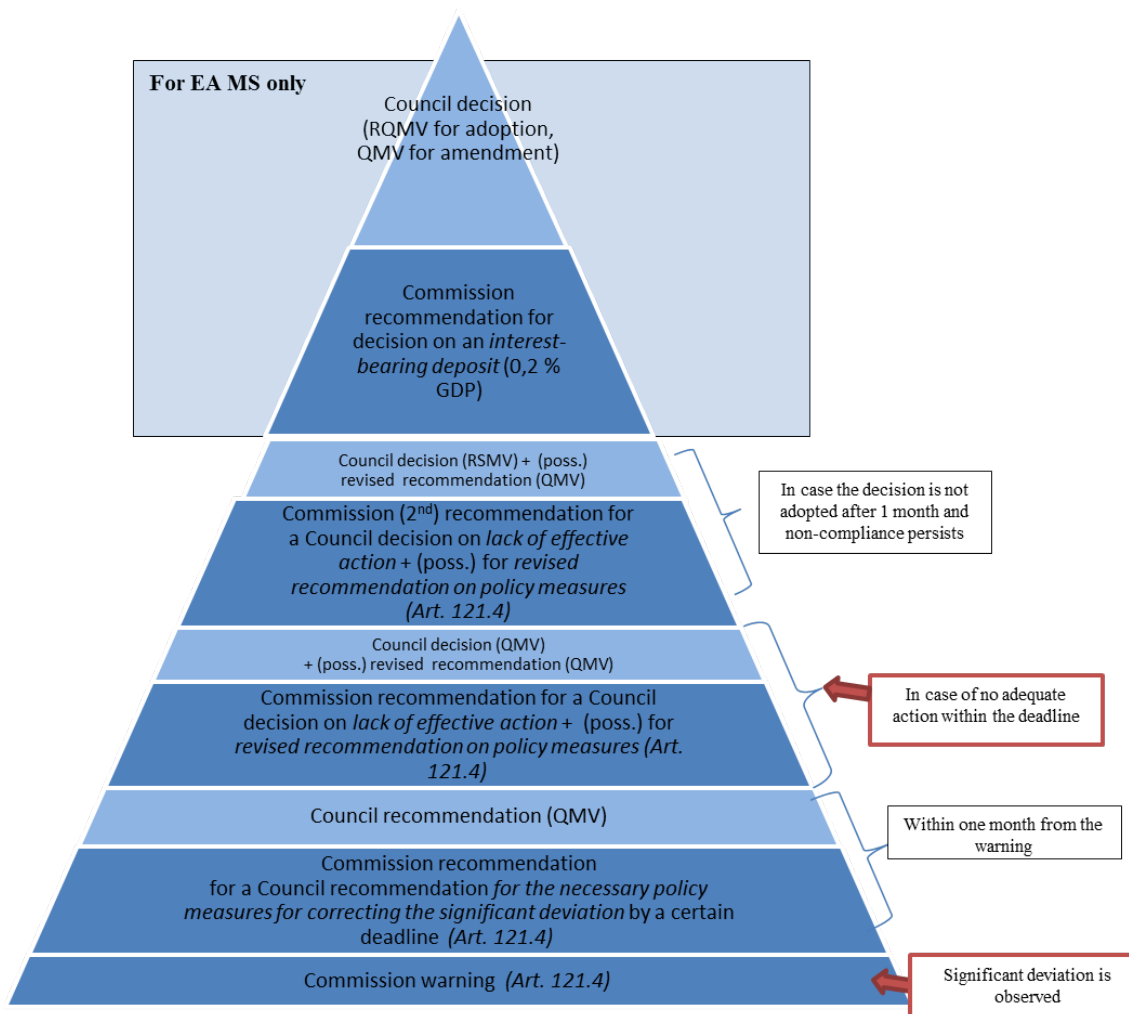 For EA MS only
Council decision
(RQMV for adoption,
QMV for amendment)
Commission
recommendation for
decision on an interest-
bearing deposit (0,2 %
GDP)
Council decision (RSMV) + (poss.)
revised recommendation (QMV)
In case the decision is not
adopted after 1 month and
non-compliance persists
Commission (2nd) recommendation for
a Council decision on lack of effective
action + (poss.) for revised
recommendation on policy measures
(Art. 121.4)
Council decision (QMV)
+ (poss.) revised recommendation (QMV)
In case of no adequate
action within the deadline
Commission recommendation for a Council
decision on lack of effective action + (poss.) for
revised recommendation on policy measures (Art.
121.4)
Council recommendation (QMV)
Within one month from the
warning
Commission recommendation
for a Council recommendation for the necessary policy
measures for correcting the significant deviation by a certain
deadline (Art. 121.4)
Commission warning (Art. 121.4)
Significant deviation is
observed